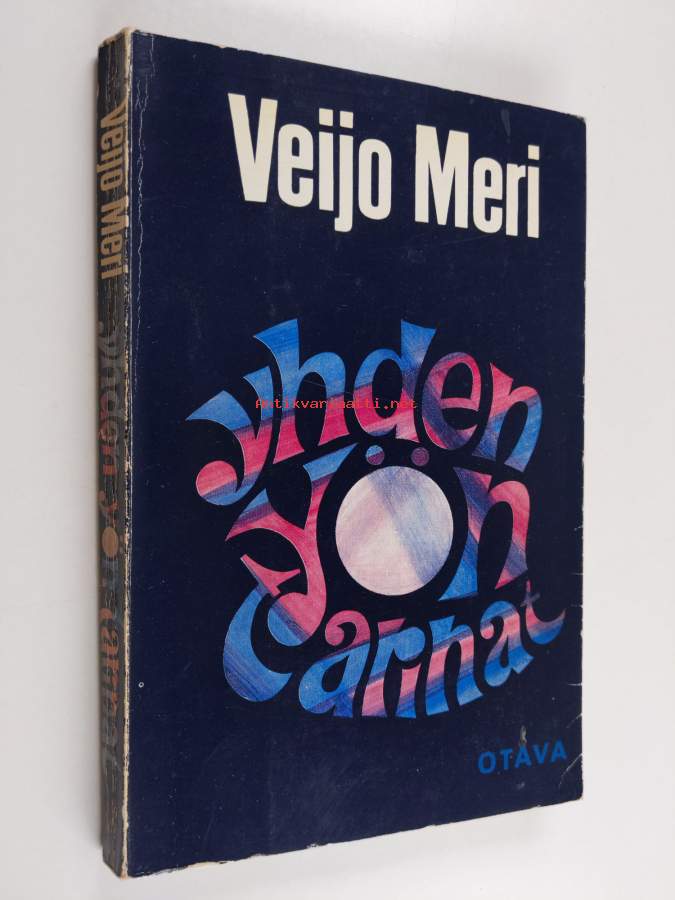 Veijo Meri
yhden
yön
tarinat
OTAVA
Veijo Meri
yhden yön tarinat
Antikvariaatti.net